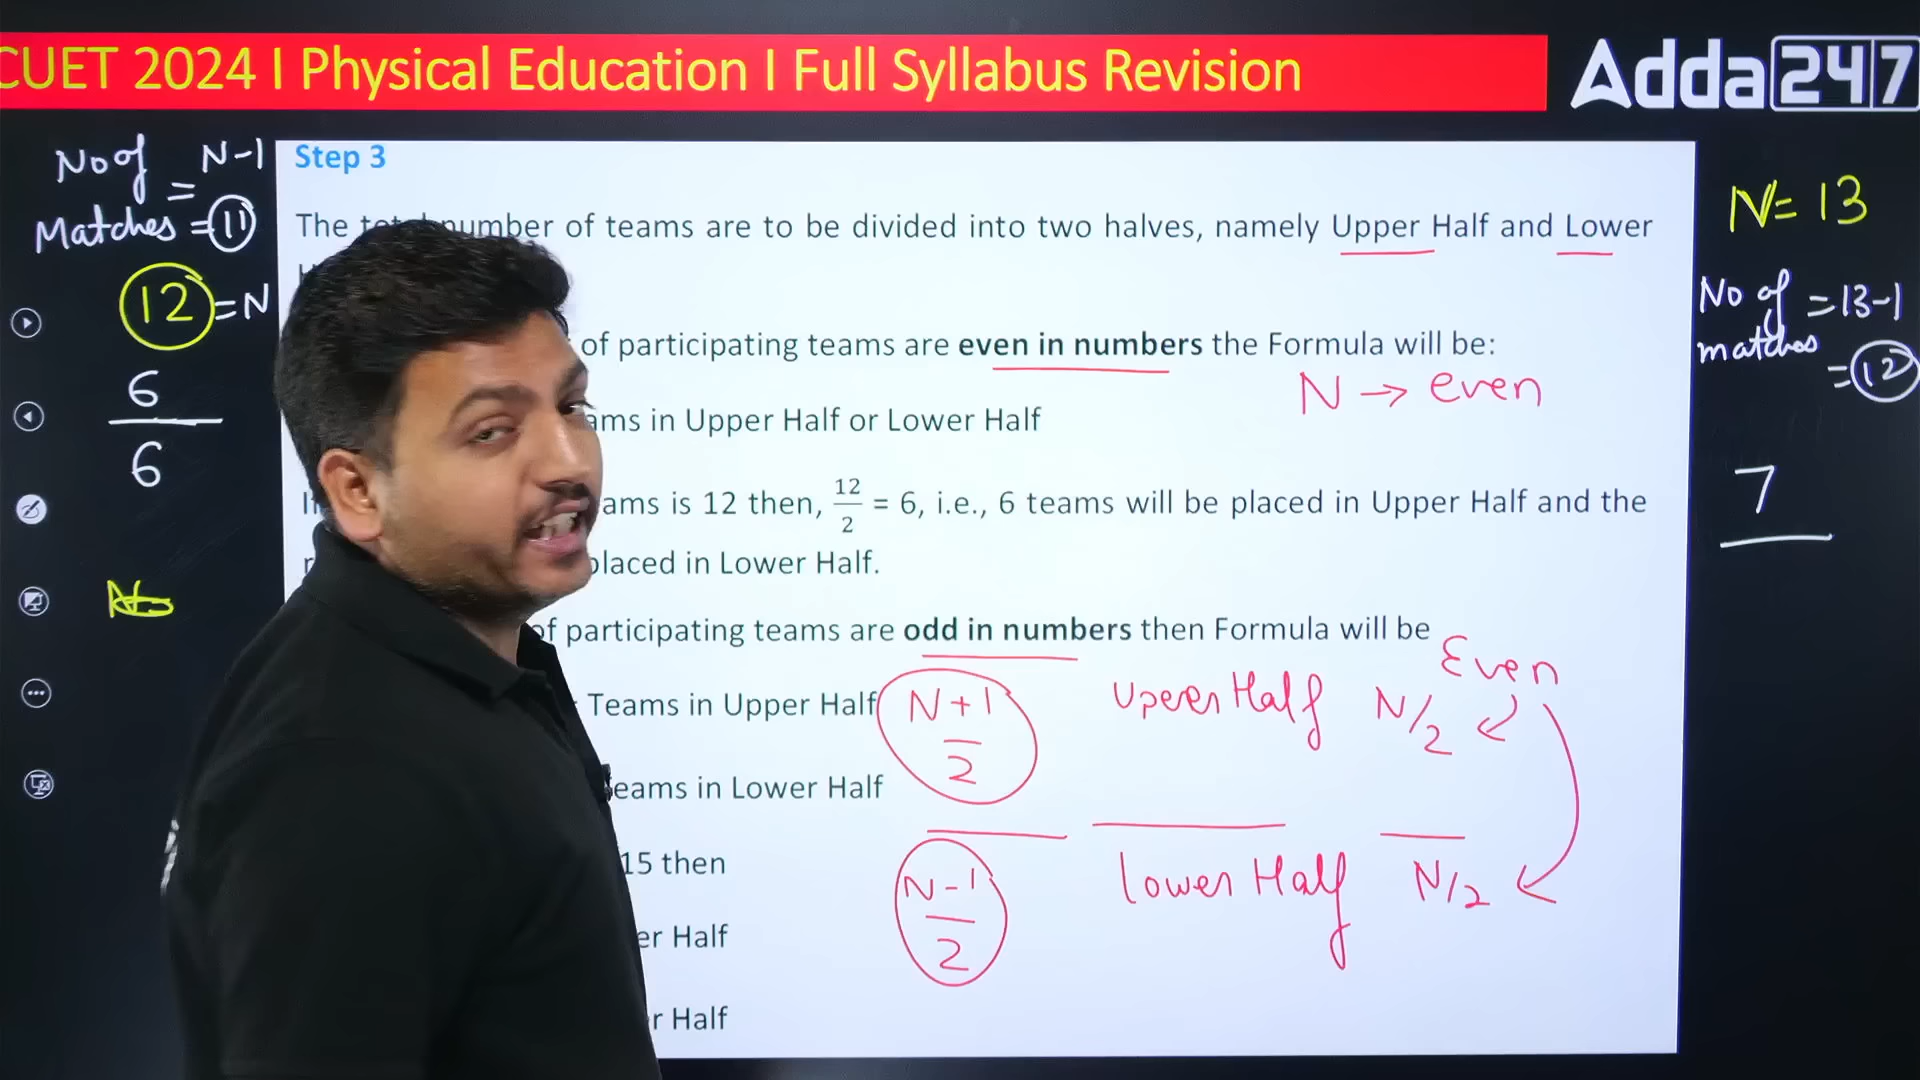 CUET 2024 I Physical Education I Full Syllabus Revision
Adda247
No of Matches = N-1
= 11
12 = N
6
6
Step 3
The number of teams are to be divided into two halves, namely Upper Half and Lower
of participating teams are even in numbers the Formula will be:
N → even
ams in Upper Half or Lower Half
ams is 12 then, 12/2 = 6, i.e., 6 teams will be placed in Upper Half and the
placed in Lower Half.
of participating teams are odd in numbers then Formula will be
Even
Teams in Upper Half N+1/2 Upper Half N/2
eams in Lower Half
15 then
N-1/2 Lower Half N/2
er Half
r Half
N= 13
No of matches = 13-1
= 12
7